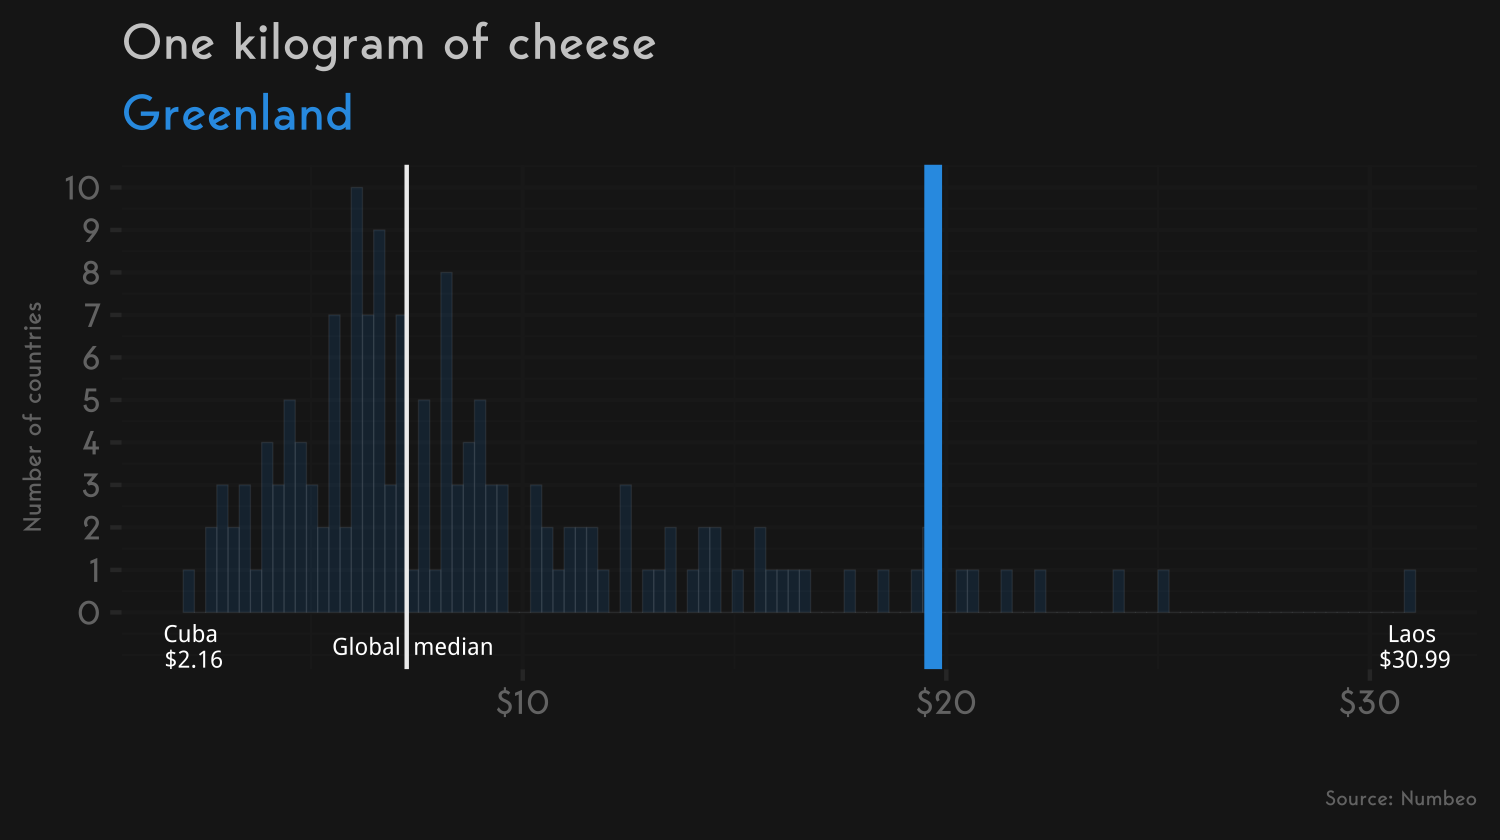 One kilogram of cheese
Greenland
Number of countries
10
9
8
7
6
5
4
3
2
1
0
Cuba
$2.16
Global median
Laos
$30.99
$10
$20
$30
Source: Numbeo